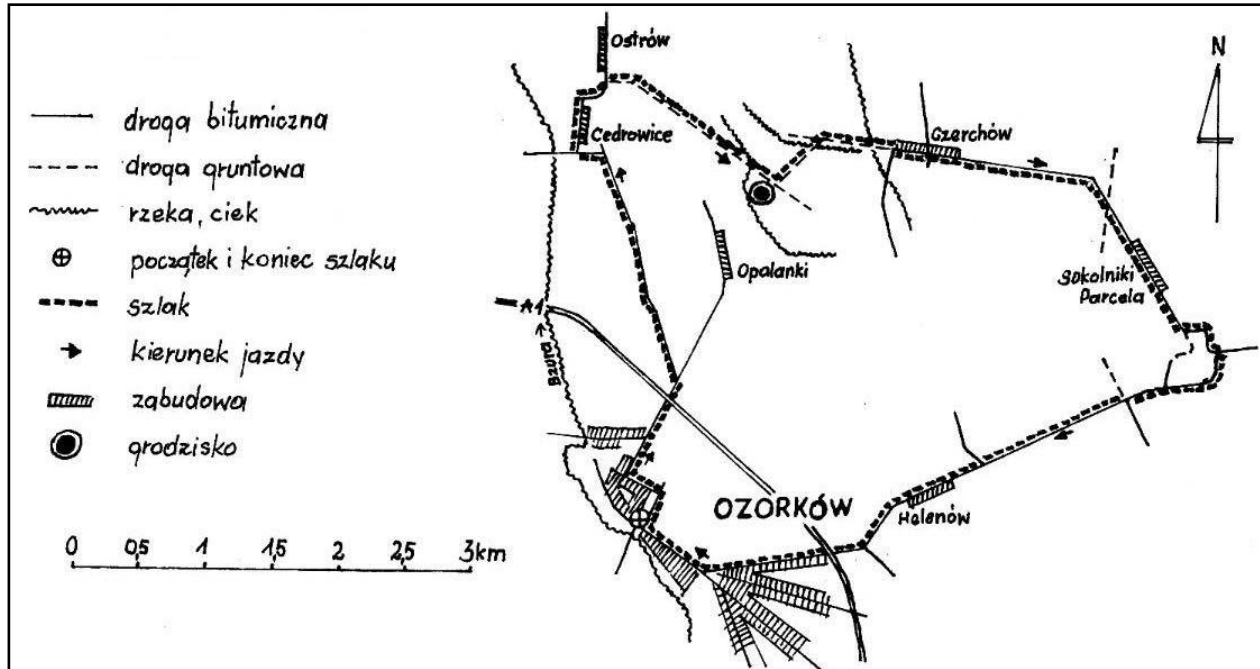 droga bitumiczna
droga gruntowa
rzeka, ciek
początek i koniec szlaku
szlak
kierunek jazdy
zabudowa
grodzisko
0 0,5 1 1,5 2 2,5 3km
Ostrów
N
Cedrowice
Czerchów
Opalanki
Sokolniki
Parcela
A1
Bzura
OZORKÓW
Helenów